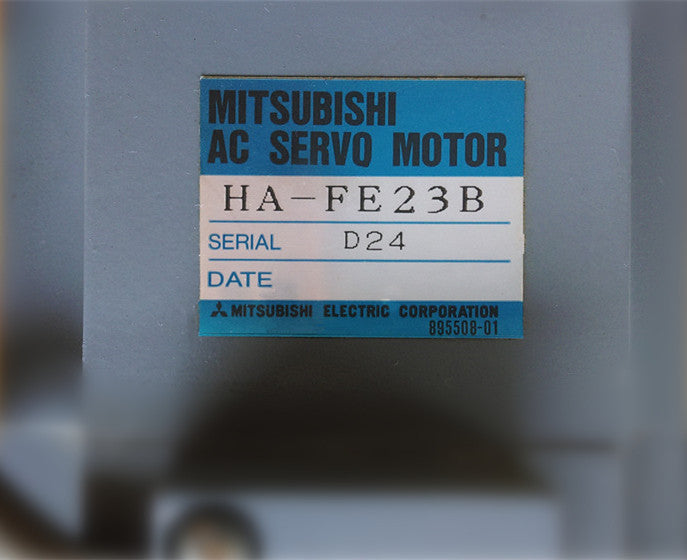 MITSUBISHI
AC SERVO MOTOR
HA-FE23B
SERIAL D24
DATE
MITSUBISHI ELECTRIC CORPORATION
895508-01